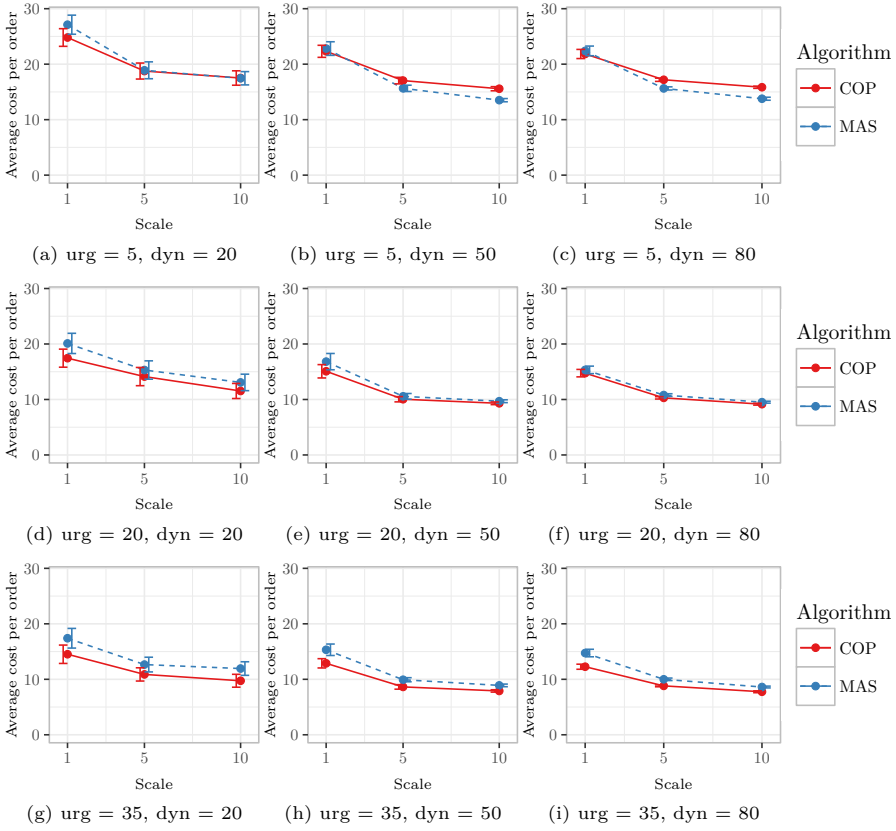 Average cost per order
30
20
10
0
1 5 10
Scale
(a) urg = 5, dyn = 20
Average cost per order
30
20
10
0
1 5 10
Scale
(b) urg = 5, dyn = 50
Average cost per order
30
20
10
0
1 5 10
Scale
(c) urg = 5, dyn = 80
Algorithm
COP
MAS
Average cost per order
30
20
10
0
1 5 10
Scale
(d) urg = 20, dyn = 20
Average cost per order
30
20
10
0
1 5 10
Scale
(e) urg = 20, dyn = 50
Average cost per order
30
20
10
0
1 5 10
Scale
(f) urg = 20, dyn = 80
Algorithm
COP
MAS
Average cost per order
30
20
10
0
1 5 10
Scale
(g) urg = 35, dyn = 20
Average cost per order
30
20
10
0
1 5 10
Scale
(h) urg = 35, dyn = 50
Average cost per order
30
20
10
0
1 5 10
Scale
(i) urg = 35, dyn = 80
Algorithm
COP
MAS